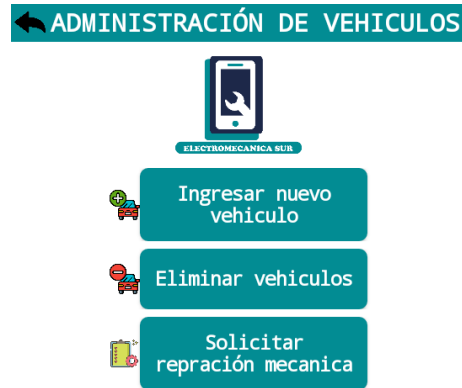 ADMINISTRACIÓN DE VEHICULOS
ELECTROMECANICA SUR
Ingresar nuevo
vehiculo
Eliminar vehiculos
Solicitar
repración mecanica